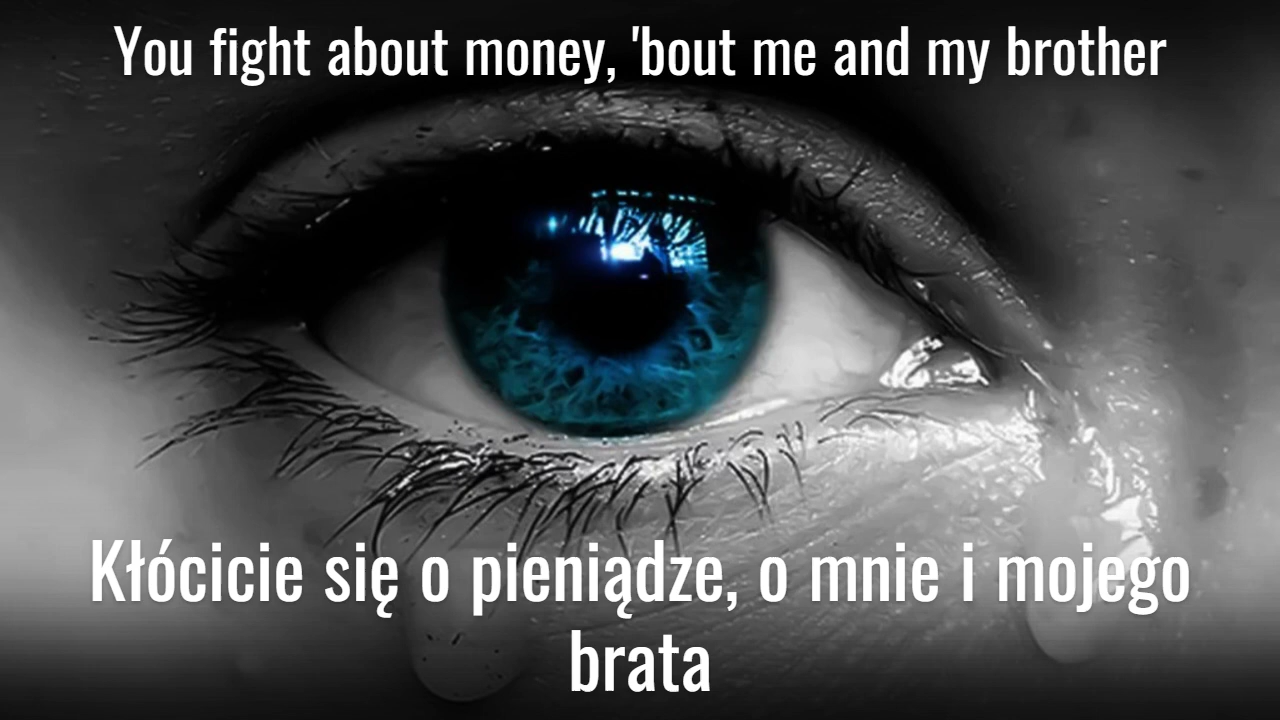 You fight about money, 'bout me and my brother
Kłócicie się o pieniądze, o mnie i mojego
brata